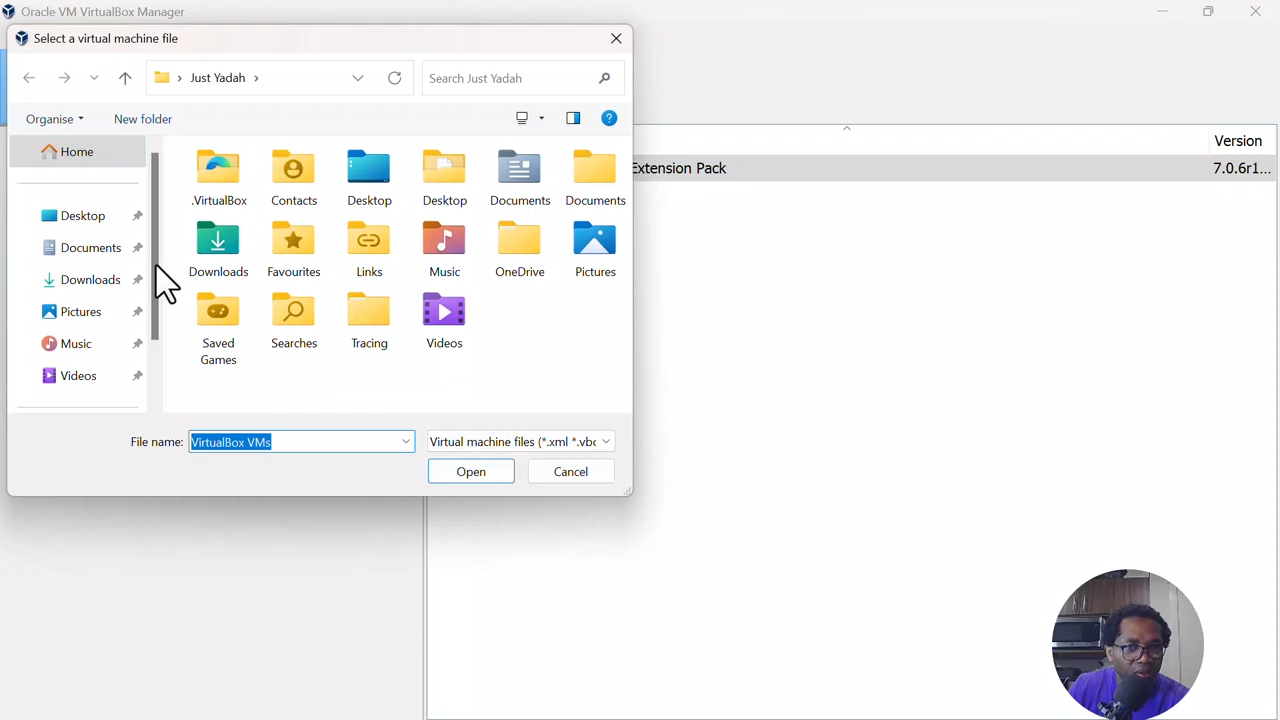 Oracle VM VirtualBox Manager
Select a virtual machine file
Just Yadah
Search Just Yadah
Organise
New folder
Home
Desktop
Documents
Downloads
Pictures
Music
Videos
.VirtualBox
Contacts
Desktop
Desktop
Documents
Documents
Downloads
Favourites
Links
Music
OneDrive
Pictures
Saved
Games
Searches
Tracing
Videos
File name:
VirtualBox VMs
Virtual machine files (*.xml *.vbo
Open
Cancel
Version
Extension Pack
7.0.6r1...